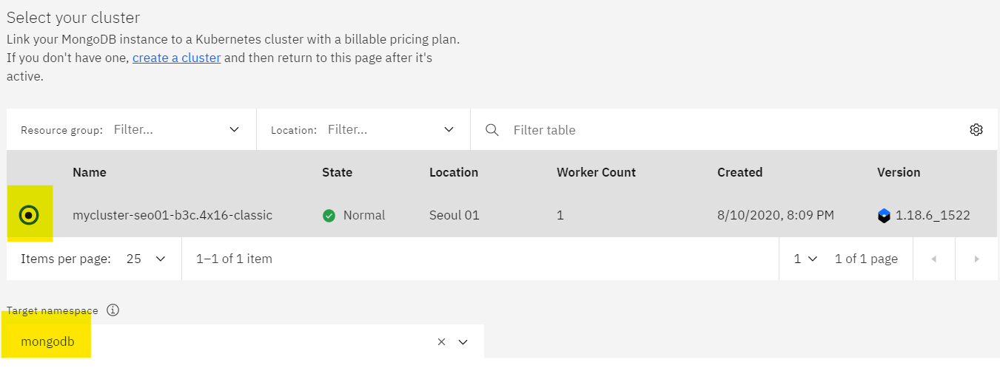 Select your cluster
Link your MongoDB instance to a Kubernetes cluster with a billable pricing plan.
If you don't have one, create a cluster and then return to this page after it's
active.
Resource group: Filter... Location: Filter... Filter table
Name State Location Worker Count Created Version
mycluster-seo01-b3c.4x16-classic Normal Seoul 01 1 8/10/2020, 8:09 PM 1.18.6_1522
Items per page: 25 1–1 of 1 item 1 1 of 1 page
Target namespace
mongodb